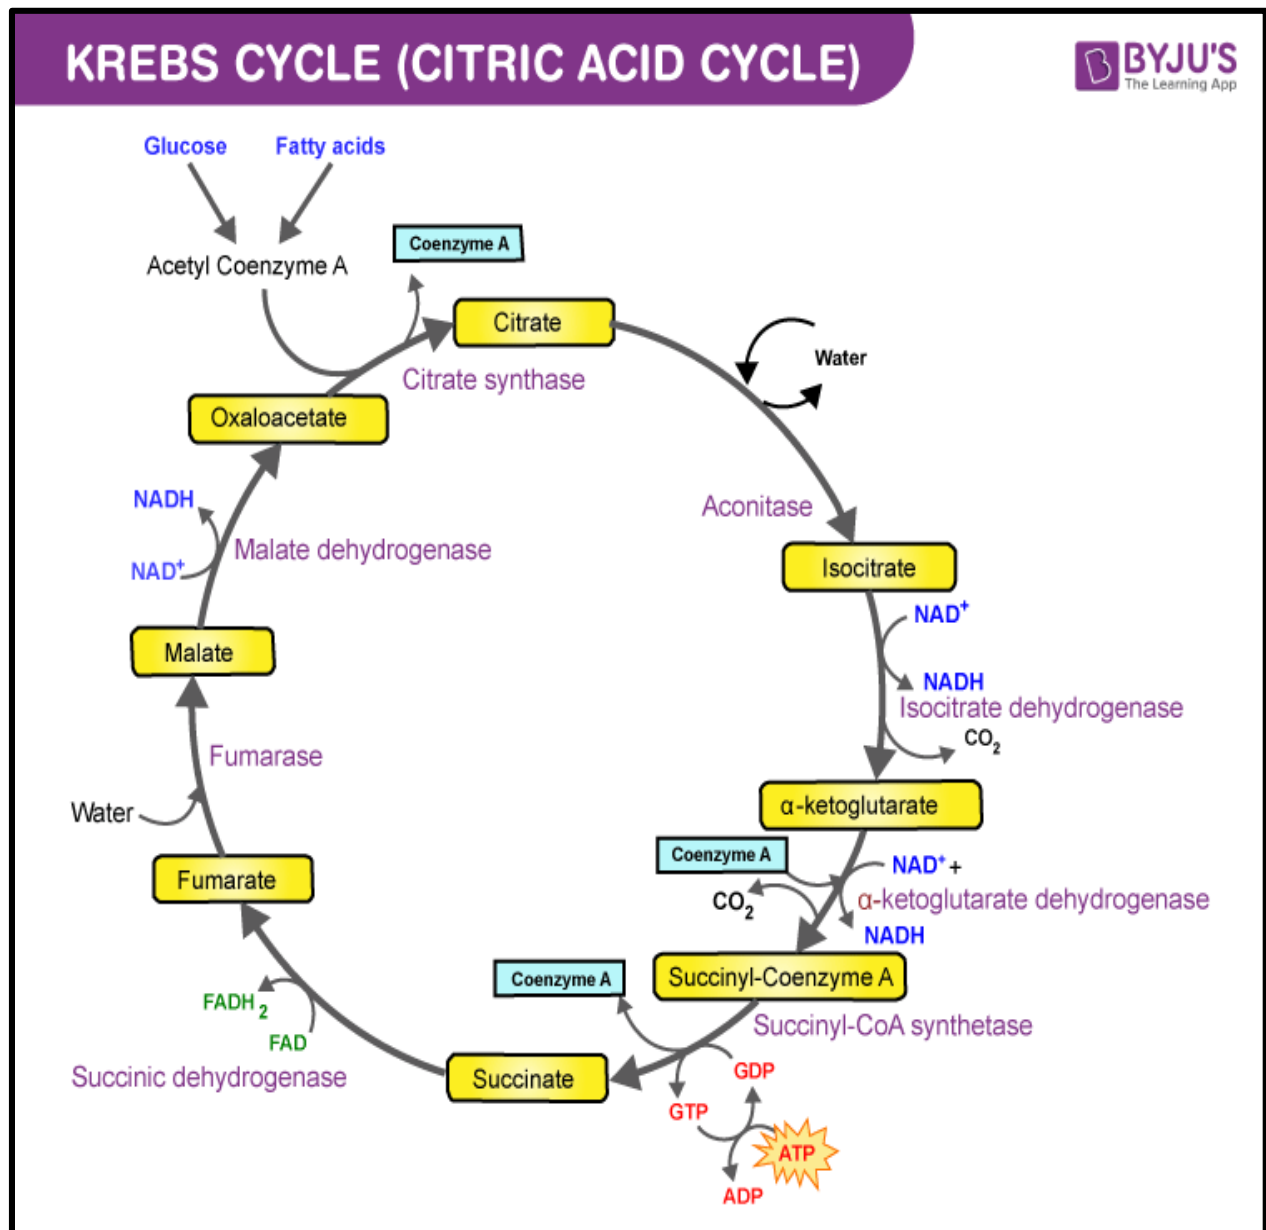 KREBS CYCLE (CITRIC ACID CYCLE)
BYJU'S
The Learning App
Glucose
Fatty acids
Acetyl Coenzyme A
Coenzyme A
Citrate
Citrate synthase
Water
Oxaloacetate
Aconitase
NADH
Malate dehydrogenase
NAD⁺
Isocitrate
NAD⁺
NADH
Isocitrate dehydrogenase
CO₂
Malate
Fumarase
Water
α-ketoglutarate
Coenzyme A
NAD⁺ +
CO₂
α-ketoglutarate dehydrogenase
NADH
Fumarate
Succinyl-Coenzyme A
Coenzyme A
Succinyl-CoA synthetase
FADH₂
FAD
Succinic dehydrogenase
Succinate
GDP
GTP
ATP
ADP